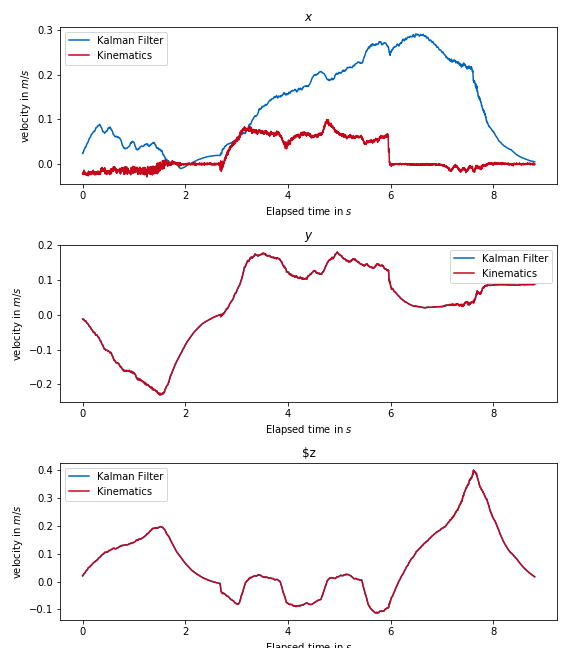 x
velocity in m/s
0.3
0.2
0.1
0.0
Kalman Filter
Kinematics
0 2 4 6 8
Elapsed time in s
y
velocity in m/s
0.2
0.1
0.0
−0.1
−0.2
Kalman Filter
Kinematics
0 2 4 6 8
Elapsed time in s
$z
velocity in m/s
0.4
0.3
0.2
0.1
0.0
−0.1
Kalman Filter
Kinematics
0 2 4 6 8
Elapsed time in s